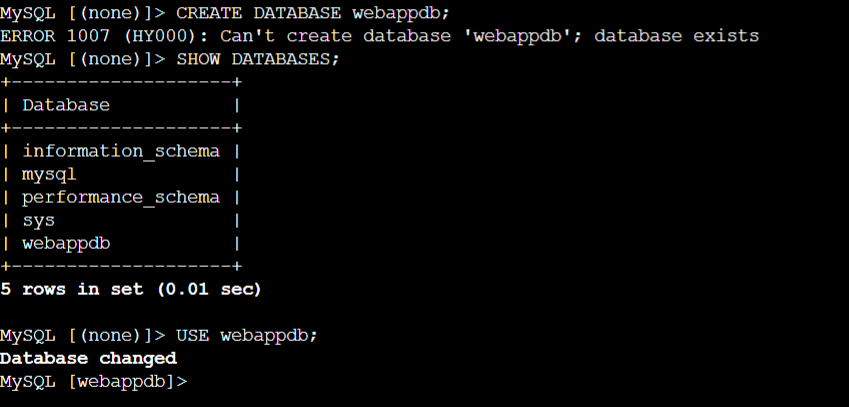 MySQL [(none)]> CREATE DATABASE webappdb;
ERROR 1007 (HY000): Can't create database 'webappdb'; database exists
MySQL [(none)]> SHOW DATABASES;
+--------------------+
| Database           |
+--------------------+
| information_schema |
| mysql              |
| performance_schema |
| sys                |
| webappdb           |
+--------------------+
5 rows in set (0.01 sec)

MySQL [(none)]> USE webappdb;
Database changed
MySQL [webappdb]>